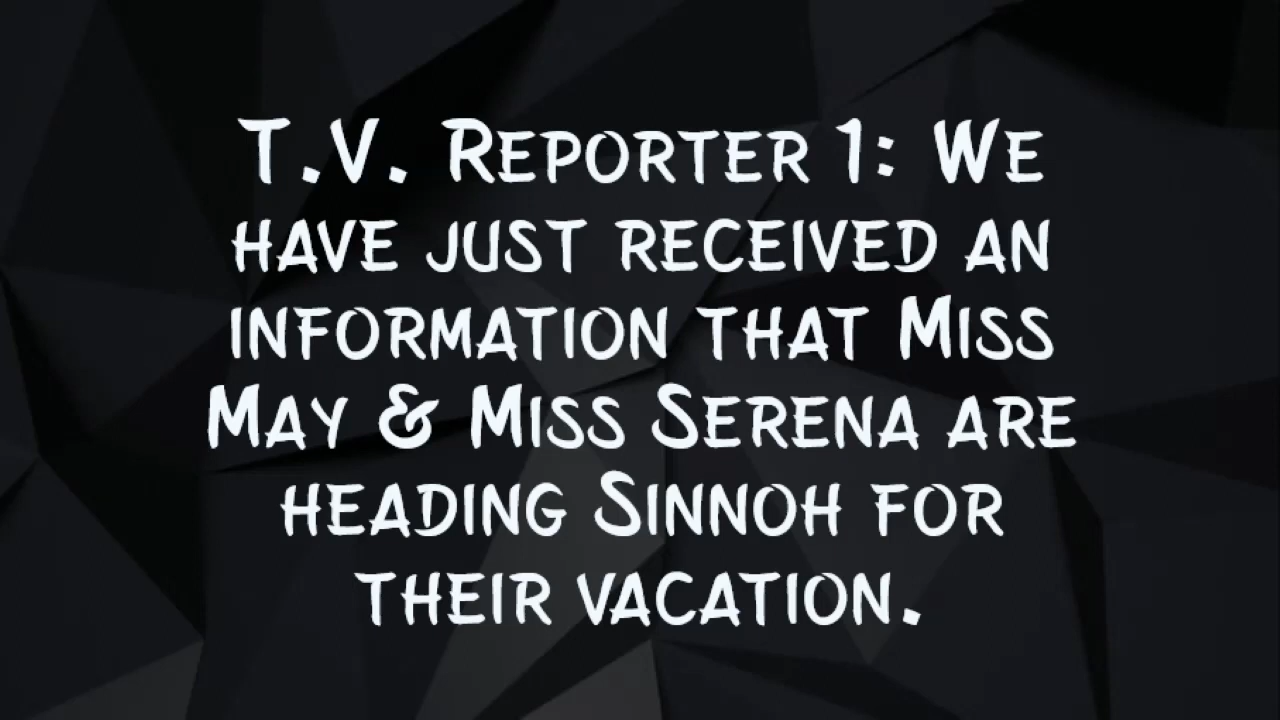 T.V. Reporter 1: We
have just received an
information that Miss
May & Miss Serena are
heading Sinnoh for
their vacation.